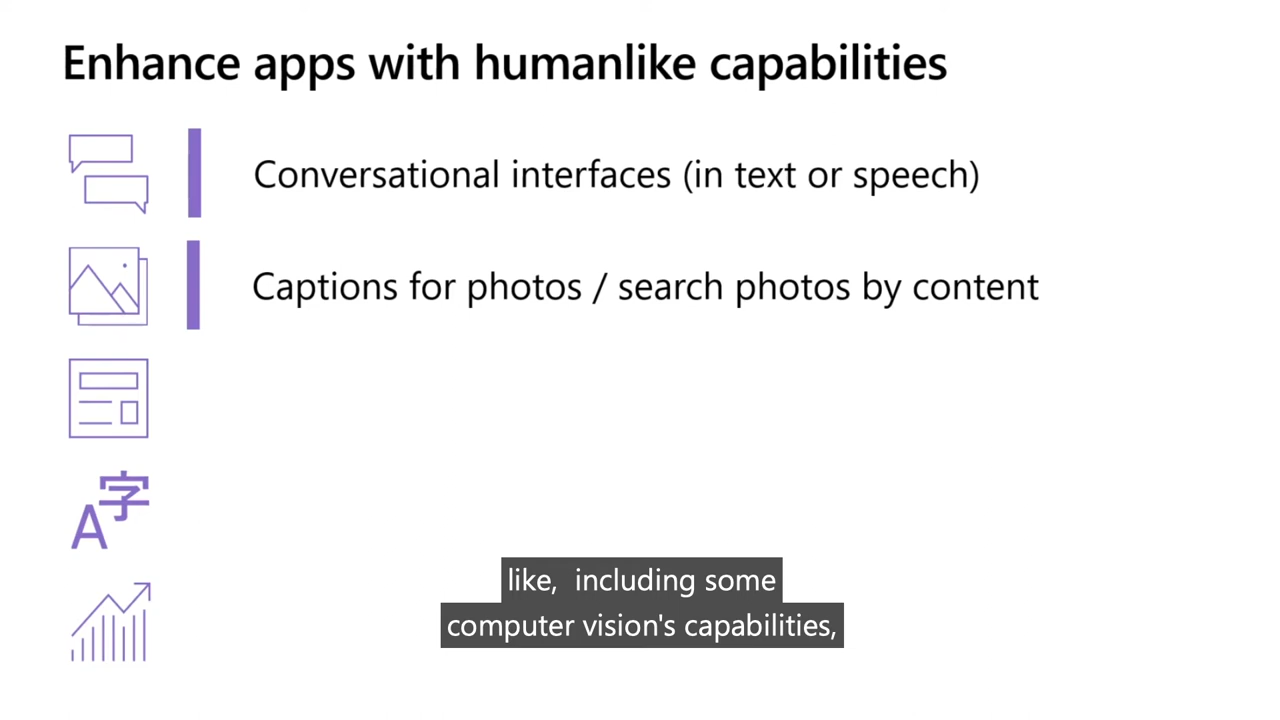 Enhance apps with humanlike capabilities
Conversational interfaces (in text or speech)
Captions for photos / search photos by content
A字
like,  including some
computer vision's capabilities,